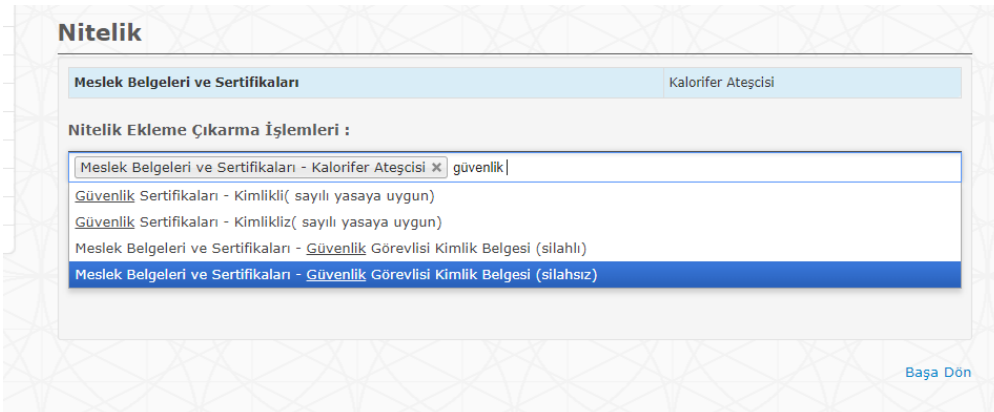 Nitelik
Meslek Belgeleri ve Sertifikaları Kalorifer Ateşcisi
Nitelik Ekleme Çıkarma İşlemleri :
Meslek Belgeleri ve Sertifikaları - Kalorifer Ateşcisi × güvenlik
Güvenlik Sertifikaları - Kimlikli( sayılı yasaya uygun)
Güvenlik Sertifikaları - Kimlikliz( sayılı yasaya uygun)
Meslek Belgeleri ve Sertifikaları - Güvenlik Görevlisi Kimlik Belgesi (silahlı)
Meslek Belgeleri ve Sertifikaları - Güvenlik Görevlisi Kimlik Belgesi (silahsız)
Başa Dön